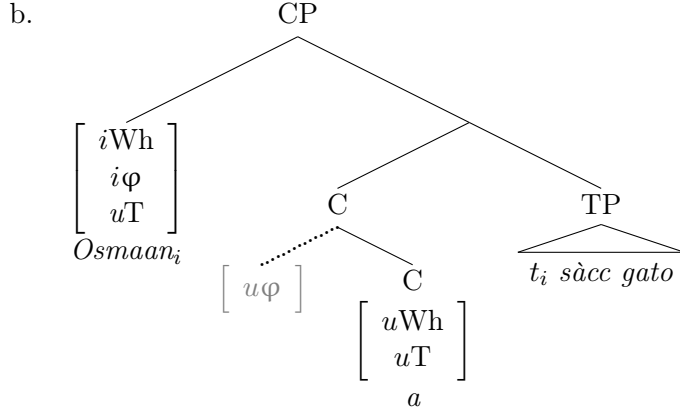 b.
CP
iWh
iφ
uT
Osmaan_i
C
TP
t_i sàcc gato
[ uφ ]
C
uWh
uT
a